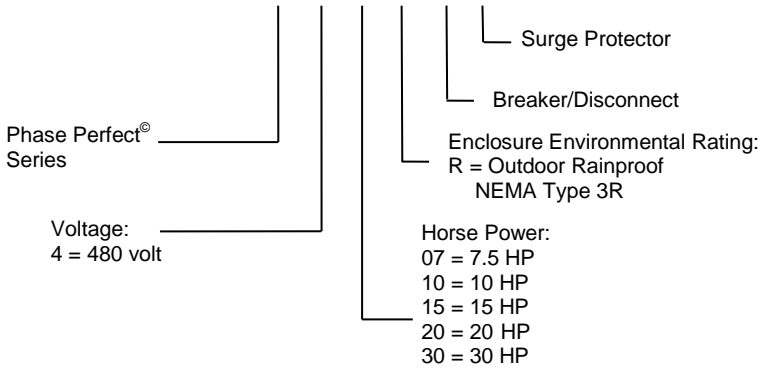 Surge Protector
Breaker/Disconnect
Phase Perfect©
Series
Enclosure Environmental Rating:
R = Outdoor Rainproof
NEMA Type 3R
Voltage:
4 = 480 volt
Horse Power:
07 = 7.5 HP
10 = 10 HP
15 = 15 HP
20 = 20 HP
30 = 30 HP